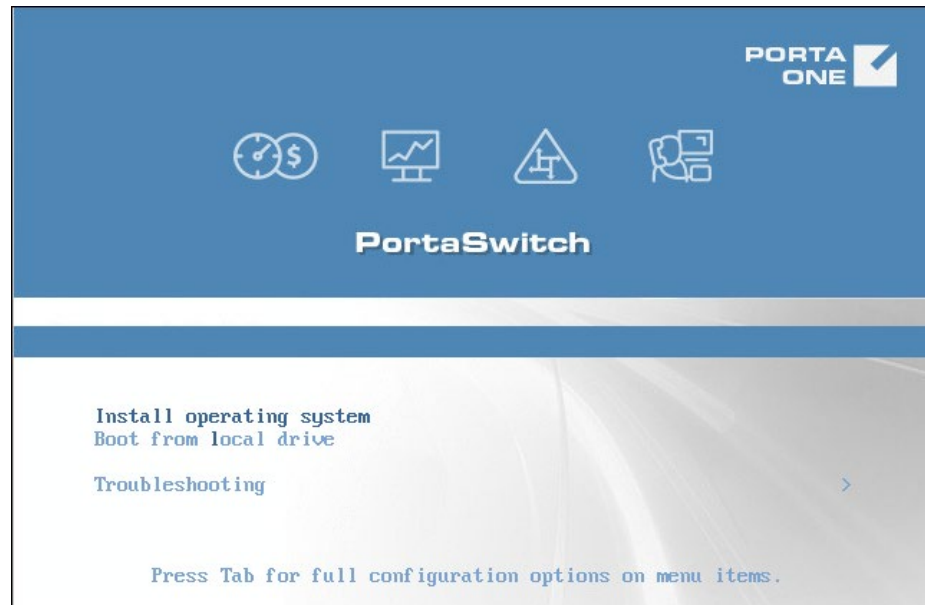 PORTA
ONE
$
PortaSwitch
Install operating system
Boot from local drive
Troubleshooting >
Press Tab for full configuration options on menu items.